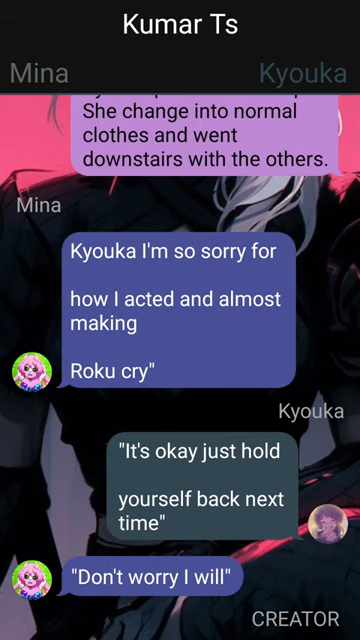 Kumar Ts
Mina
Kyouka
She change into normal
clothes and went
downstairs with the others.
Mina
Kyouka I'm so sorry for
how I acted and almost
making
Roku cry"
Kyouka
"It's okay just hold
yourself back next
time"
"Don't worry I will"
CREATOR